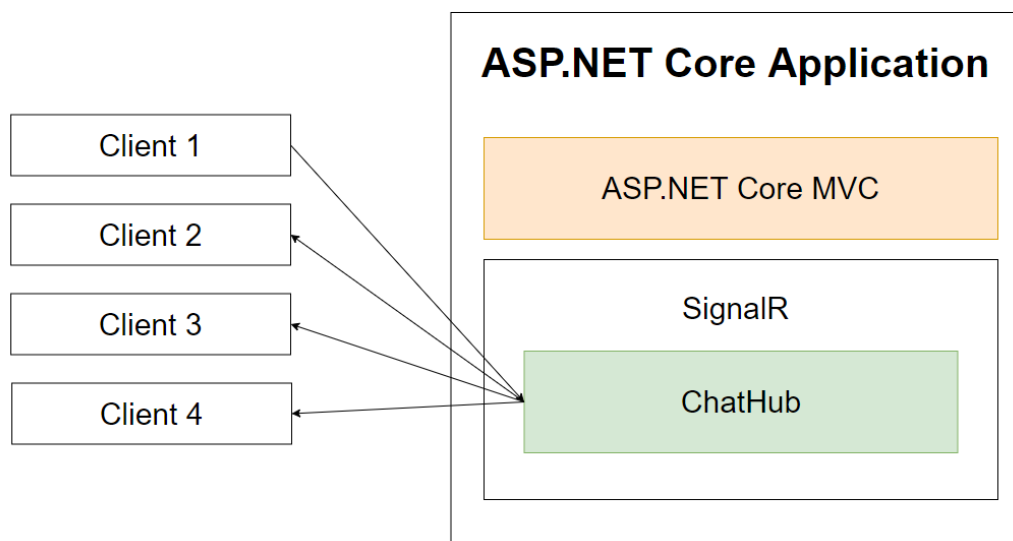 ASP.NET Core Application
Client 1
Client 2
Client 3
Client 4
ASP.NET Core MVC
SignalR
ChatHub